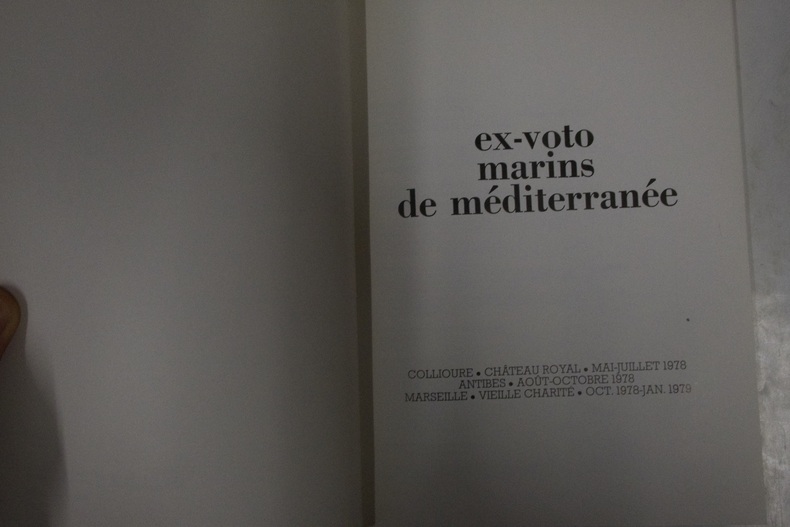 ex-voto
marins
de méditerranée
COLLIOURE • CHÂTEAU ROYAL • MAI-JUILLET 1978
ANTIBES • AOÛT-OCTOBRE 1978
MARSEILLE • VIEILLE CHARITÉ • OCT. 1978-JAN. 1979